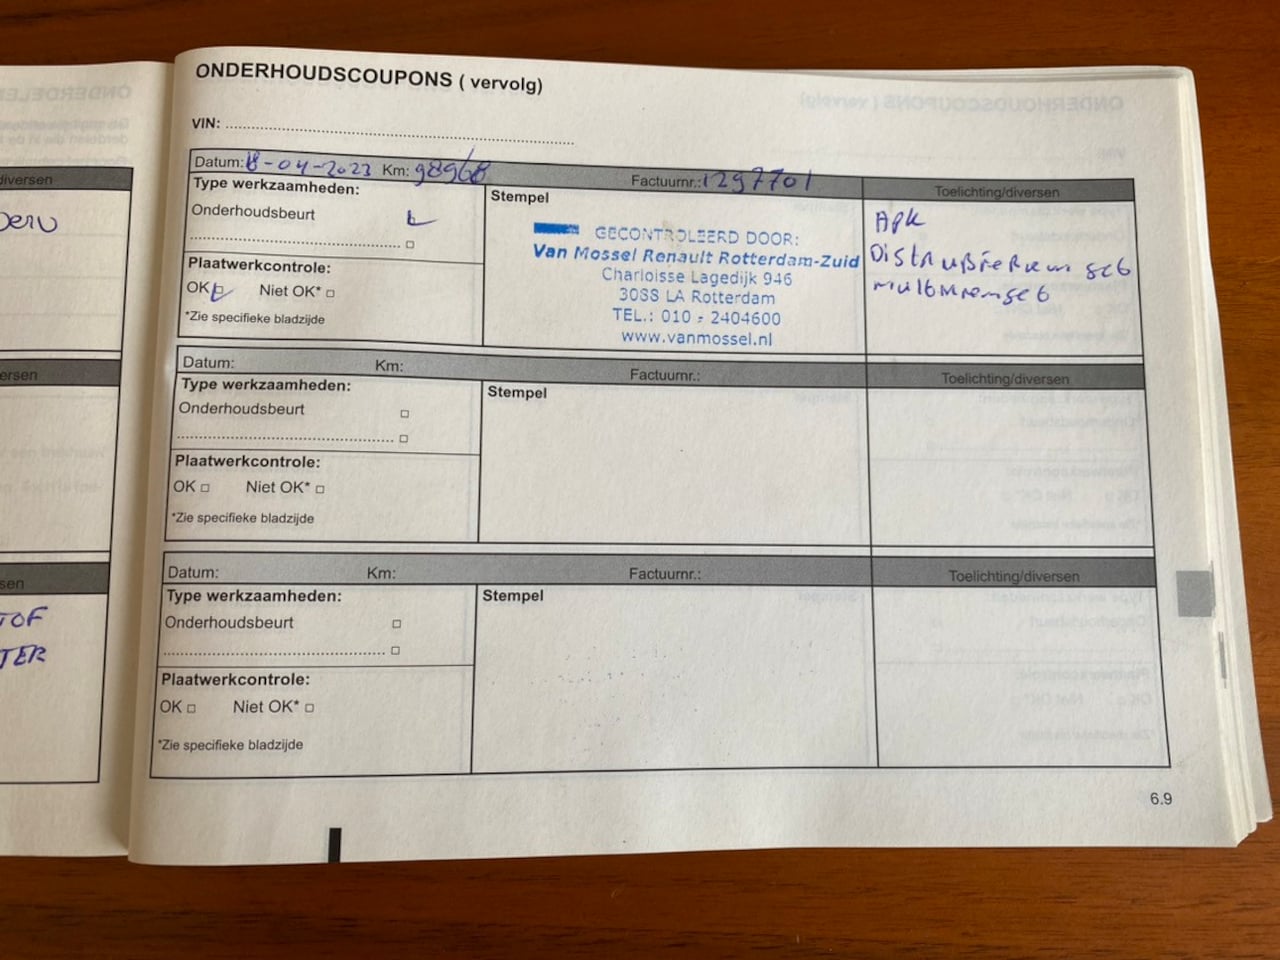 ONDERHOUDSCOUPONS ( vervolg)
VIN:
Datum: 18-04-2023 Km: 98968 Factuurnr.: 1297701 Toelichting/diversen
Type werkzaamheden:
Onderhoudsbeurt
Plaatwerkcontrole:
OK Niet OK*
*Zie specifieke bladzijde
Stempel
GECONTROLEERD DOOR:
Van Mossel Renault Rotterdam-Zuid
Charloisse Lagedijk 946
3088 LA Rotterdam
TEL.: 010 - 2404600
www.vanmossel.nl
APK
Distrubtieriem set
multiriemset
Datum: Km: Factuurnr.: Toelichting/diversen
Type werkzaamheden:
Onderhoudsbeurt
Plaatwerkcontrole:
OK Niet OK*
*Zie specifieke bladzijde
Stempel
Datum: Km: Factuurnr.: Toelichting/diversen
Type werkzaamheden:
Onderhoudsbeurt
Plaatwerkcontrole:
OK Niet OK*
*Zie specifieke bladzijde
Stempel
6.9